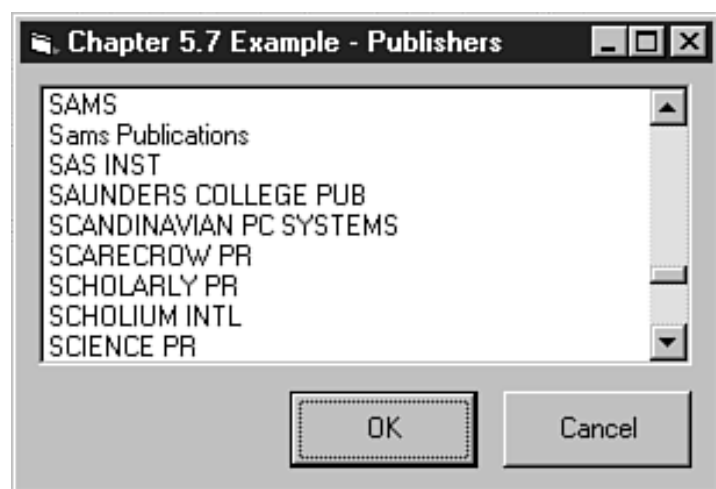 Chapter 5.7 Example - Publishers
SAMS
Sams Publications
SAS INST
SAUNDERS COLLEGE PUB
SCANDINAVIAN PC SYSTEMS
SCARECROW PR
SCHOLARLY PR
SCHOLIUM INTL
SCIENCE PR
OK Cancel